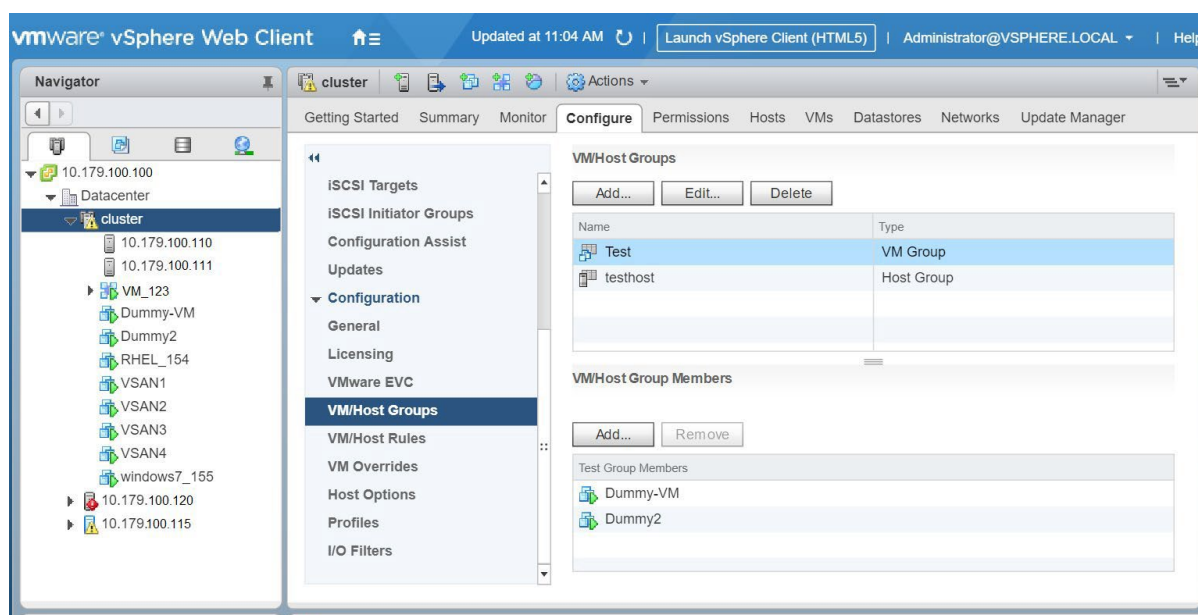 vmware® vSphere Web Client
Updated at 11:04 AM
Launch vSphere Client (HTML5)
Administrator@VSPHERE.LOCAL
Help
Navigator
10.179.100.100
Datacenter
cluster
10.179.100.110
10.179.100.111
VM_123
Dummy-VM
Dummy2
RHEL_154
VSAN1
VSAN2
VSAN3
VSAN4
windows7_155
10.179.100.120
10.179.100.115
cluster
Actions
Getting Started Summary Monitor Configure Permissions Hosts VMs Datastores Networks Update Manager
iSCSI Targets
iSCSI Initiator Groups
Configuration Assist
Updates
Configuration
General
Licensing
VMware EVC
VM/Host Groups
VM/Host Rules
VM Overrides
Host Options
Profiles
I/O Filters
VM/Host Groups
Add... Edit... Delete
Name Type
Test VM Group
testhost Host Group
VM/Host Group Members
Add... Remove
Test Group Members
Dummy-VM
Dummy2